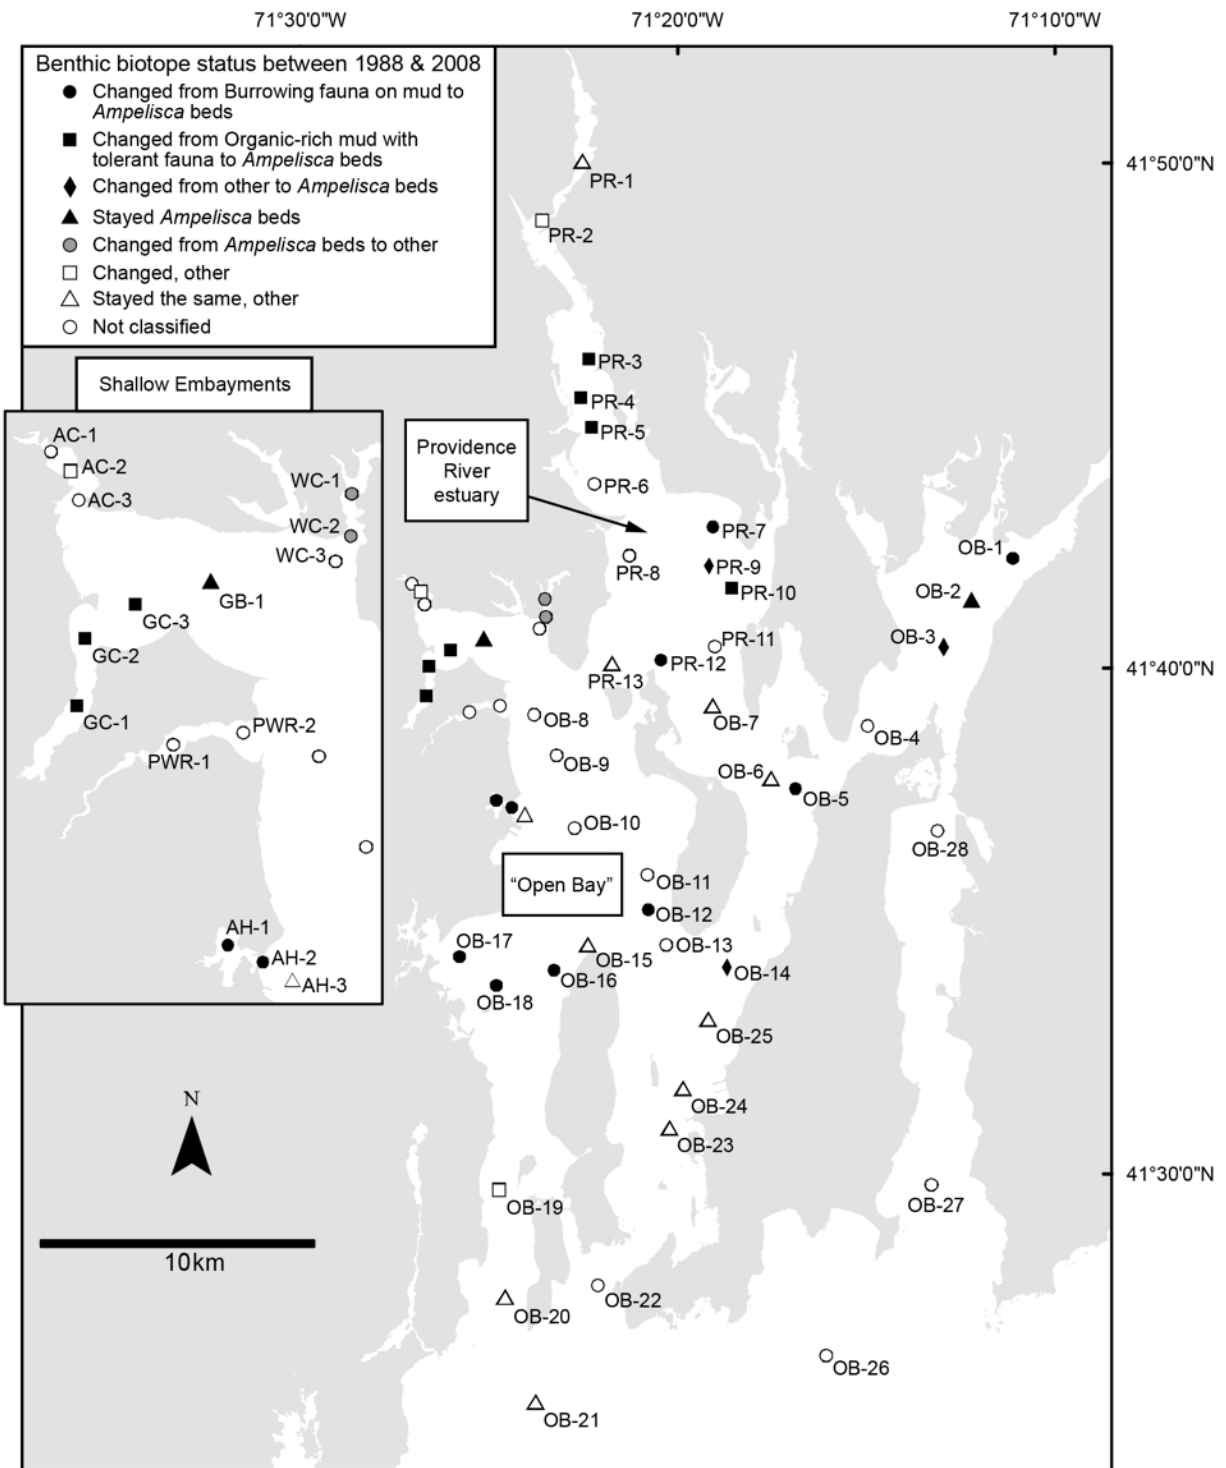 71°30'0"W
71°20'0"W
71°10'0"W
Benthic biotope status between 1988 & 2008
Changed from Burrowing fauna on mud to
Ampelisca beds
Changed from Organic-rich mud with
tolerant fauna to Ampelisca beds
Changed from other to Ampelisca beds
Stayed Ampelisca beds
Changed from Ampelisca beds to other
Changed, other
Stayed the same, other
Not classified
41°50'0"N
PR-1
PR-2
PR-3
PR-4
PR-5
PR-6
PR-7
PR-8
PR-9
PR-10
PR-11
PR-12
PR-13
Providence
River
estuary
Shallow Embayments
AC-1
AC-2
AC-3
WC-1
WC-2
WC-3
GB-1
GC-3
GC-2
GC-1
PWR-2
PWR-1
AH-1
AH-2
AH-3
OB-1
OB-2
OB-3
41°40'0"N
OB-4
OB-5
OB-6
OB-7
OB-8
OB-9
OB-10
"Open Bay"
OB-11
OB-12
OB-13
OB-14
OB-15
OB-16
OB-17
OB-18
OB-28
OB-25
OB-24
OB-23
41°30'0"N
OB-27
OB-19
OB-22
OB-20
OB-26
OB-21
N
10km